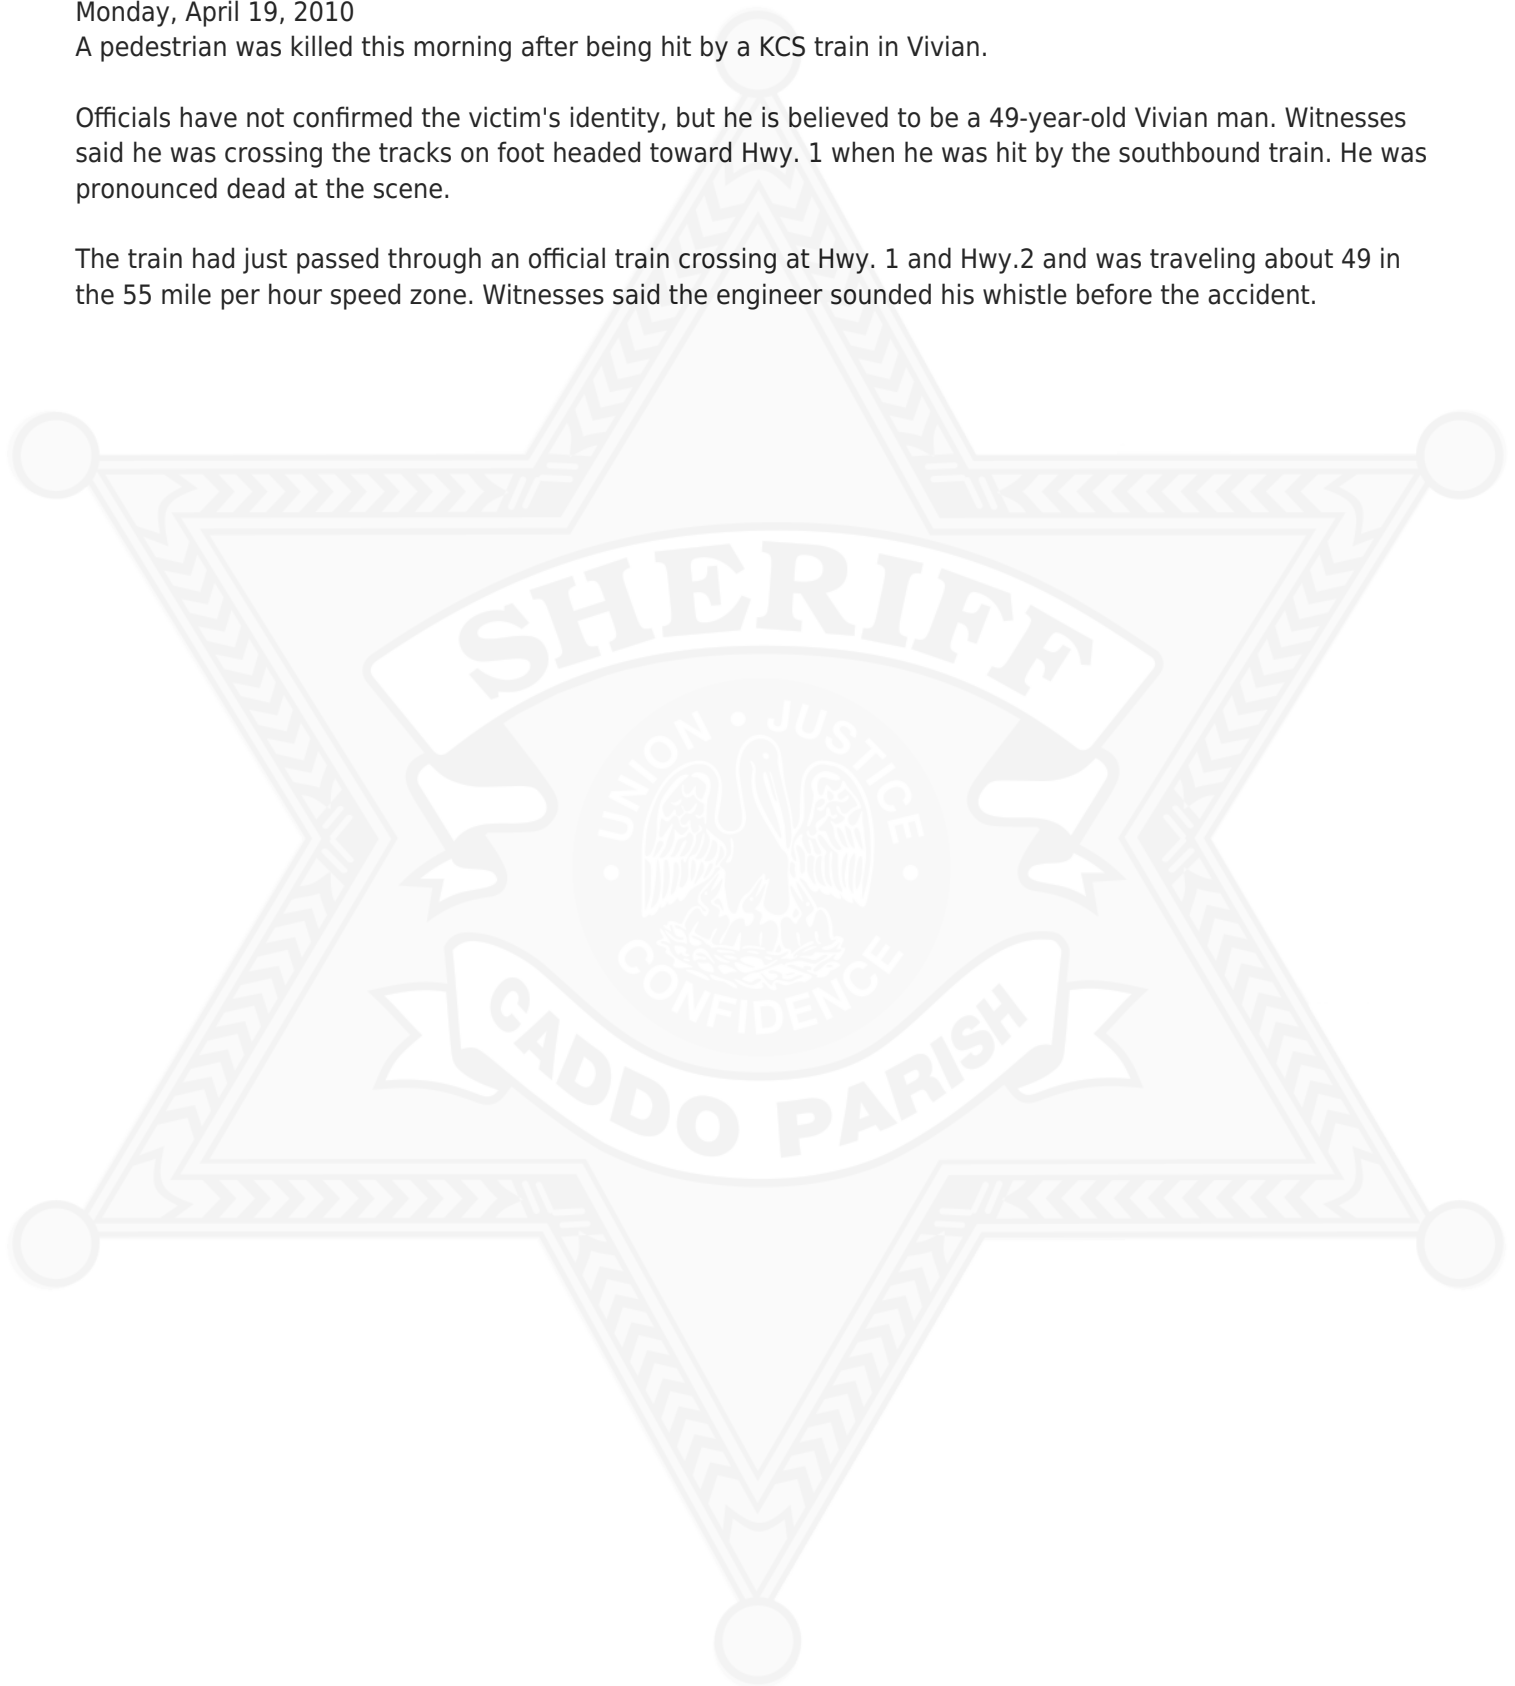 Monday, April 19, 2010
A pedestrian was killed this morning after being hit by a KCS train in Vivian.
Officials have not confirmed the victim's identity, but he is believed to be a 49-year-old Vivian man. Witnesses
said he was crossing the tracks on foot headed toward Hwy. 1 when he was hit by the southbound train. He was
pronounced dead at the scene.
The train had just passed through an official train crossing at Hwy. 1 and Hwy.2 and was traveling about 49 in
the 55 mile per hour speed zone. Witnesses said the engineer sounded his whistle before the accident.
SHERIFF
UNION • JUSTICE
• CONFIDENCE •
CADDO PARISH